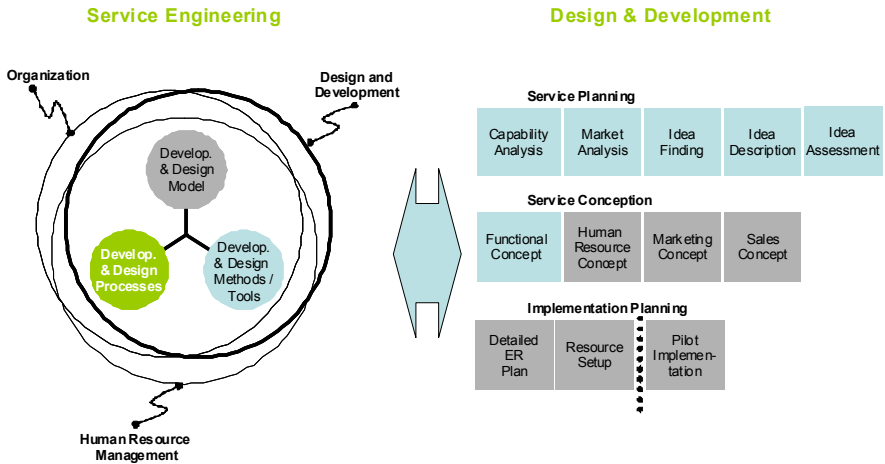 Service Engineering
Design & Development
Organization
Design and
Development
Develop.
& Design
Model
Develop.
& Design
Processes
Develop.
& Design
Methods /
Tools
Human Resource
Management
Service Planning
Capability
Analysis
Market
Analysis
Idea
Finding
Idea
Description
Idea
Assessment
Service Conception
Functional
Concept
Human
Resource
Concept
Marketing
Concept
Sales
Concept
Implementation Planning
Detailed
ER
Plan
Resource
Setup
Pilot
Implemen-
tation